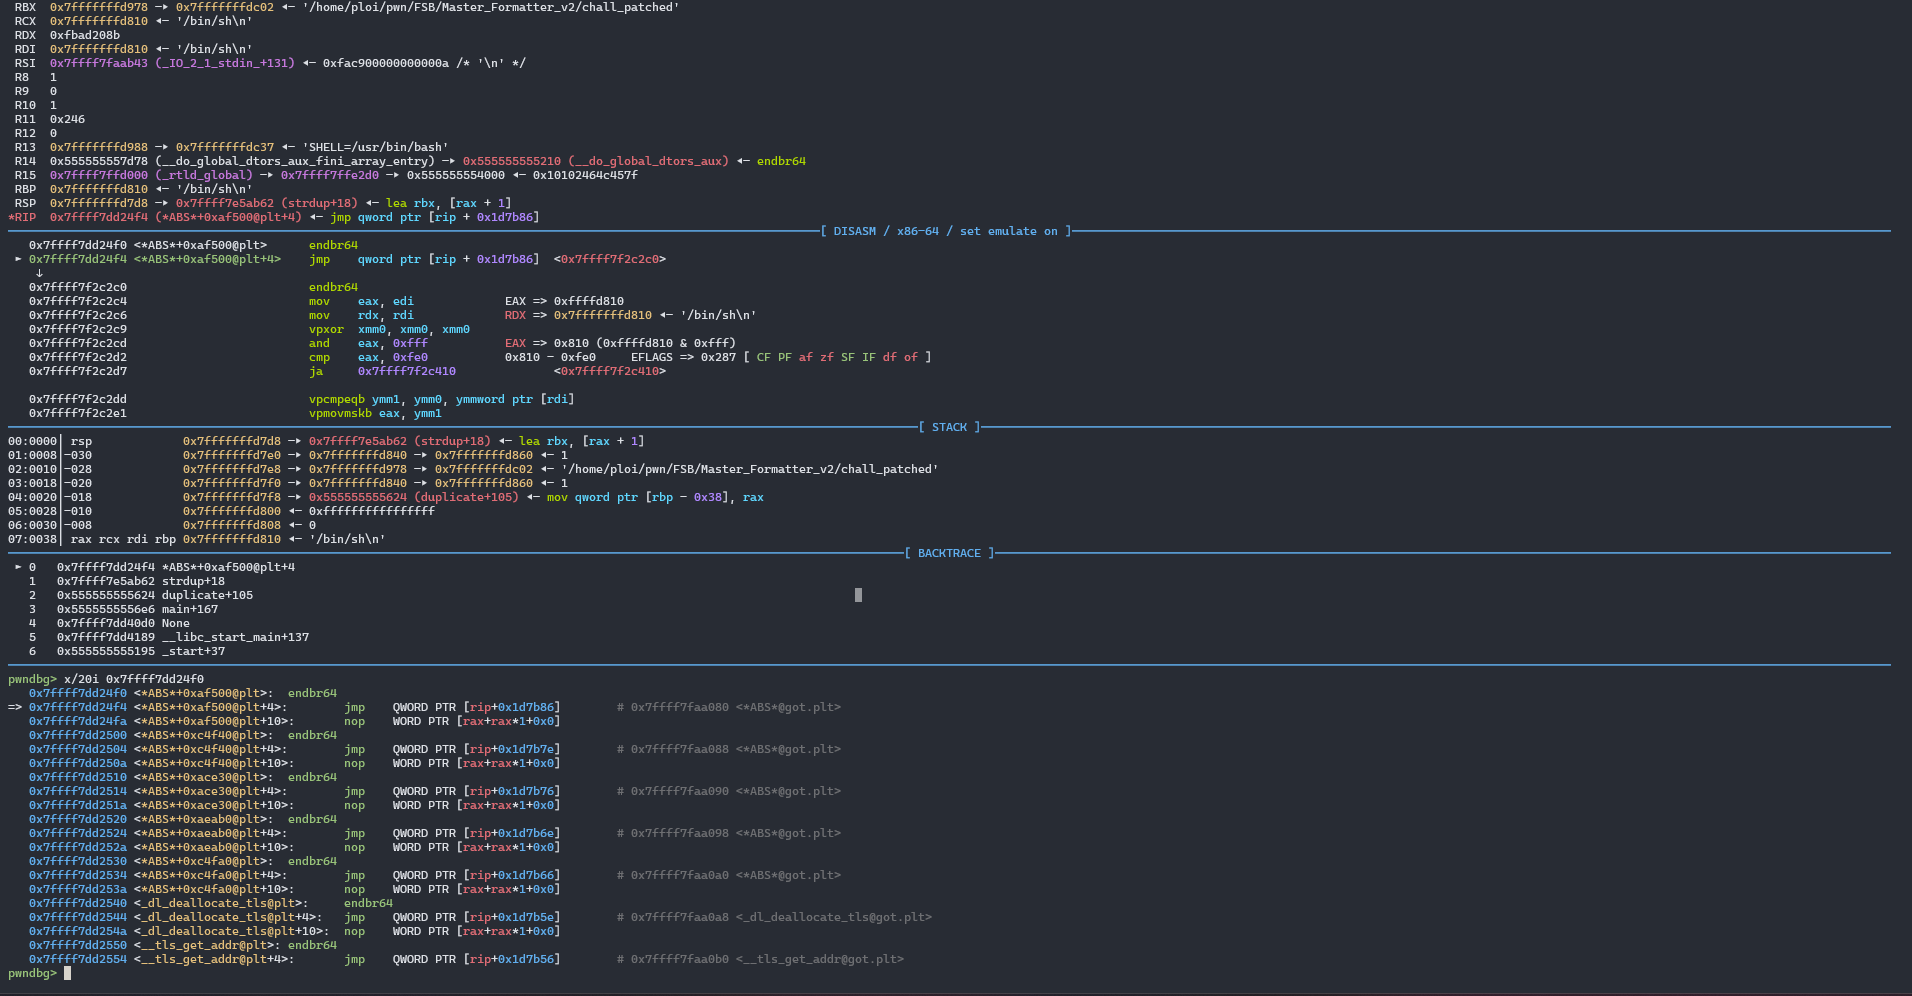 RBX  0x7fffffffd978 —▸ 0x7fffffffdc02 ◂— '/home/ploi/pwn/FSB/Master_Formatter_v2/chall_patched'
RCX  0x7fffffffd810 ◂— '/bin/sh\n'
RDX  0xfbad208b
RDI  0x7fffffffd810 ◂— '/bin/sh\n'
RSI  0x7ffff7faab43 (_IO_2_1_stdin_+131) ◂— 0xfac900000000000a /* '\n' */
R8   1
R9   0
R10  1
R11  0x246
R12  0
R13  0x7fffffffd988 —▸ 0x7fffffffdc37 ◂— 'SHELL=/usr/bin/bash'
R14  0x555555557d78 (__do_global_dtors_aux_fini_array_entry) —▸ 0x555555555210 (__do_global_dtors_aux) ◂— endbr64
R15  0x7ffff7ffd000 (_rtld_global) —▸ 0x7ffff7ffe2d0 —▸ 0x555555554000 ◂— 0x10102464c457f
RBP  0x7fffffffd810 ◂— '/bin/sh\n'
RSP  0x7fffffffd7d8 —▸ 0x7ffff7e5ab62 (strdup+18) ◂— lea rbx, [rax + 1]
*RIP  0x7ffff7dd24f4 (*ABS*+0xaf500@plt+4) ◂— jmp qword ptr [rip + 0x1d7b86]
[ DISASM / x86-64 / set emulate on ]
0x7ffff7dd24f0 <*ABS*+0xaf500@plt>      endbr64
► 0x7ffff7dd24f4 <*ABS*+0xaf500@plt+4>    jmp    qword ptr [rip + 0x1d7b86]  <0x7ffff7f2c2c0>
↓
0x7ffff7f2c2c0                          endbr64
0x7ffff7f2c2c4                          mov    eax, edi             EAX => 0xffffd810
0x7ffff7f2c2c6                          mov    rdx, rdi             RDX => 0x7fffffffd810 ◂— '/bin/sh\n'
0x7ffff7f2c2c9                          vpxor  xmm0, xmm0, xmm0
0x7ffff7f2c2cd                          and    eax, 0xfff           EAX => 0x810 (0xffffd810 & 0xfff)
0x7ffff7f2c2d2                          cmp    eax, 0xfe0           0x810 - 0xfe0     EFLAGS => 0x287 [ CF PF af zf SF IF df of ]
0x7ffff7f2c2d7                          ja     0x7ffff7f2c410              <0x7ffff7f2c410>
0x7ffff7f2c2dd                          vpcmpeqb ymm1, ymm0, ymmword ptr [rdi]
0x7ffff7f2c2e1                          vpmovmskb eax, ymm1
[ STACK ]
00:0000│ rsp             0x7fffffffd7d8 —▸ 0x7ffff7e5ab62 (strdup+18) ◂— lea rbx, [rax + 1]
01:0008│-030             0x7fffffffd7e0 —▸ 0x7fffffffd840 —▸ 0x7fffffffd860 ◂— 1
02:0010│-028             0x7fffffffd7e8 —▸ 0x7fffffffd978 —▸ 0x7fffffffdc02 ◂— '/home/ploi/pwn/FSB/Master_Formatter_v2/chall_patched'
03:0018│-020             0x7fffffffd7f0 —▸ 0x7fffffffd840 —▸ 0x7fffffffd860 ◂— 1
04:0020│-018             0x7fffffffd7f8 —▸ 0x555555555624 (duplicate+105) ◂— mov qword ptr [rbp - 0x38], rax
05:0028│-010             0x7fffffffd800 ◂— 0xffffffffffffffff
06:0030│-008             0x7fffffffd808 ◂— 0
07:0038│ rax rcx rdi rbp 0x7fffffffd810 ◂— '/bin/sh\n'
[ BACKTRACE ]
► 0   0x7ffff7dd24f4 *ABS*+0xaf500@plt+4
1   0x7ffff7e5ab62 strdup+18
2   0x555555555624 duplicate+105
3   0x5555555556e6 main+167
4   0x7ffff7dd40d0 None
5   0x7ffff7dd4189 __libc_start_main+137
6   0x555555555195 _start+37
pwndbg> x/20i 0x7ffff7dd24f0
0x7ffff7dd24f0 <*ABS*+0xaf500@plt>:  endbr64
=> 0x7ffff7dd24f4 <*ABS*+0xaf500@plt+4>:       jmp    QWORD PTR [rip+0x1d7b86]        # 0x7ffff7faa080 <*ABS*@got.plt>
0x7ffff7dd24fa <*ABS*+0xaf500@plt+10>:       nop    WORD PTR [rax+rax*1+0x0]
0x7ffff7dd2500 <*ABS*+0xc4f40@plt>:  endbr64
0x7ffff7dd2504 <*ABS*+0xc4f40@plt+4>:        jmp    QWORD PTR [rip+0x1d7b7e]        # 0x7ffff7faa088 <*ABS*@got.plt>
0x7ffff7dd250a <*ABS*+0xc4f40@plt+10>:       nop    WORD PTR [rax+rax*1+0x0]
0x7ffff7dd2510 <*ABS*+0xace30@plt>:  endbr64
0x7ffff7dd2514 <*ABS*+0xace30@plt+4>:        jmp    QWORD PTR [rip+0x1d7b76]        # 0x7ffff7faa090 <*ABS*@got.plt>
0x7ffff7dd251a <*ABS*+0xace30@plt+10>:       nop    WORD PTR [rax+rax*1+0x0]
0x7ffff7dd2520 <*ABS*+0xaeab0@plt>:  endbr64
0x7ffff7dd2524 <*ABS*+0xaeab0@plt+4>:        jmp    QWORD PTR [rip+0x1d7b6e]        # 0x7ffff7faa098 <*ABS*@got.plt>
0x7ffff7dd252a <*ABS*+0xaeab0@plt+10>:       nop    WORD PTR [rax+rax*1+0x0]
0x7ffff7dd2530 <*ABS*+0xc4fa0@plt>:  endbr64
0x7ffff7dd2534 <*ABS*+0xc4fa0@plt+4>:        jmp    QWORD PTR [rip+0x1d7b66]        # 0x7ffff7faa0a0 <*ABS*@got.plt>
0x7ffff7dd253a <*ABS*+0xc4fa0@plt+10>:       nop    WORD PTR [rax+rax*1+0x0]
0x7ffff7dd2540 <_dl_deallocate_tls@plt>:     endbr64
0x7ffff7dd2544 <_dl_deallocate_tls@plt+4>:   jmp    QWORD PTR [rip+0x1d7b5e]        # 0x7ffff7faa0a8 <_dl_deallocate_tls@got.plt>
0x7ffff7dd254a <_dl_deallocate_tls@plt+10>:  nop    WORD PTR [rax+rax*1+0x0]
0x7ffff7dd2550 <__tls_get_addr@plt>: endbr64
0x7ffff7dd2554 <__tls_get_addr@plt+4>:       jmp    QWORD PTR [rip+0x1d7b56]        # 0x7ffff7faa0b0 <__tls_get_addr@got.plt>
pwndbg>